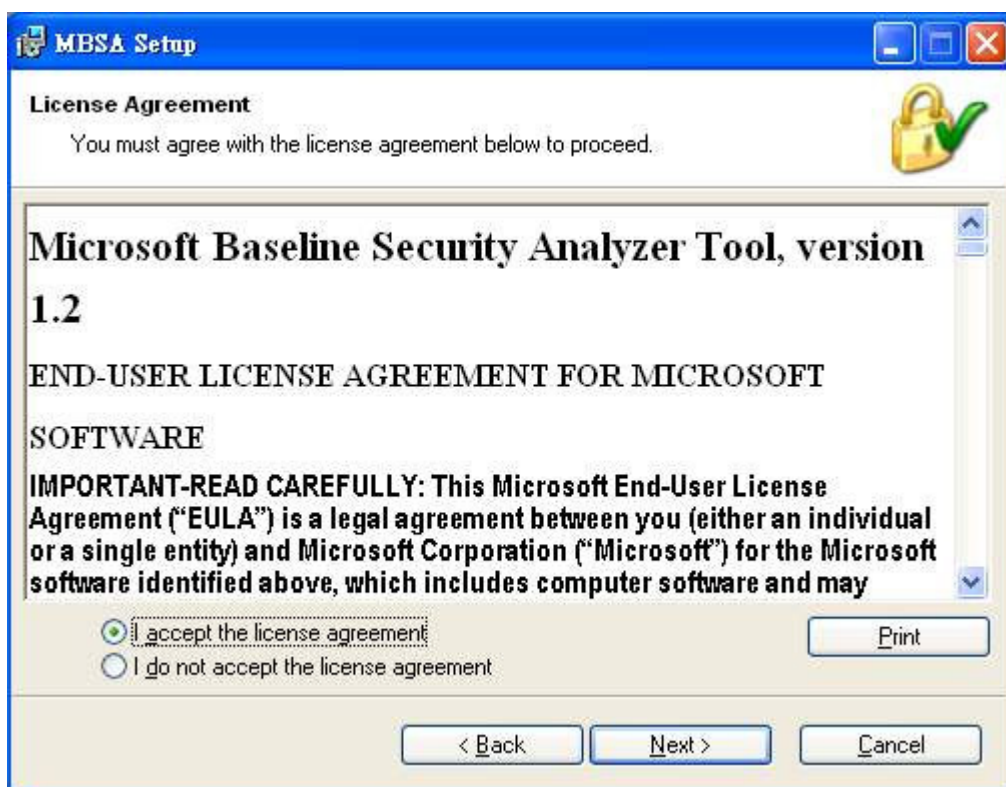 MBSA Setup
License Agreement
You must agree with the license agreement below to proceed.
Microsoft Baseline Security Analyzer Tool, version
1.2
END-USER LICENSE AGREEMENT FOR MICROSOFT
SOFTWARE
IMPORTANT-READ CAREFULLY: This Microsoft End-User License
Agreement (“EULA”) is a legal agreement between you (either an individual
or a single entity) and Microsoft Corporation (“Microsoft”) for the Microsoft
software identified above, which includes computer software and may
I accept the license agreement
Print
I do not accept the license agreement
< Back
Next >
Cancel